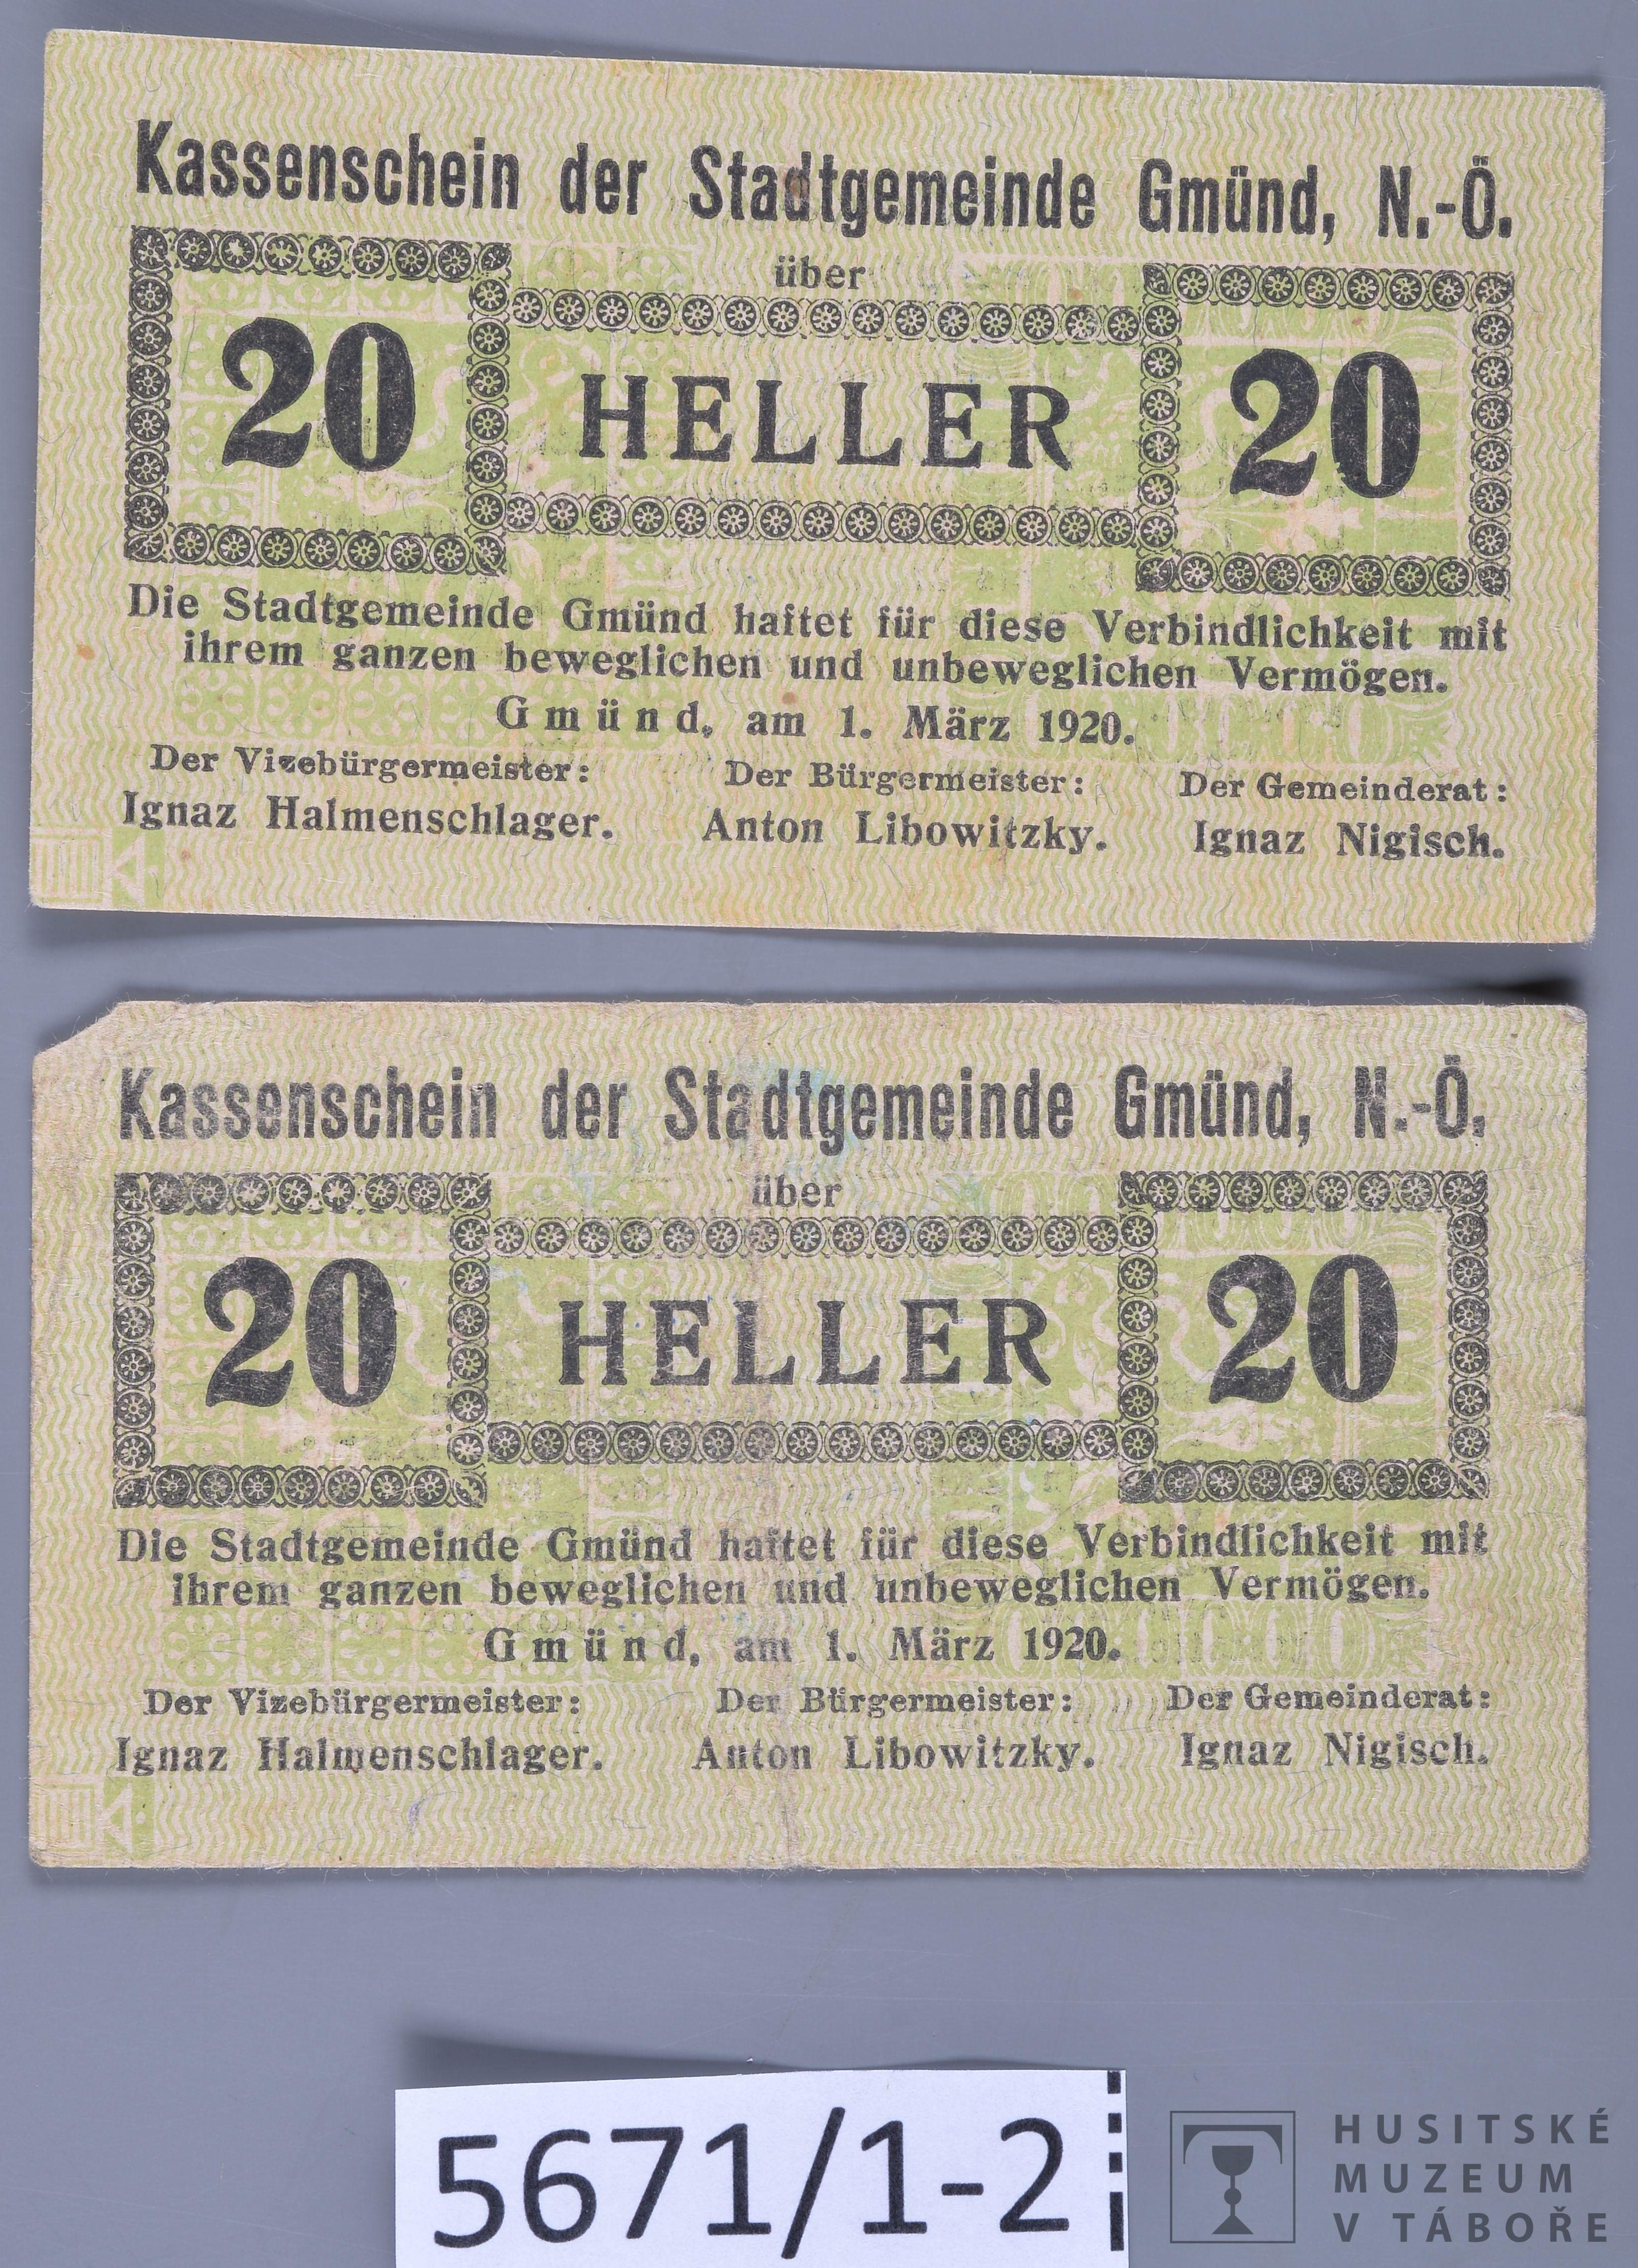 Kassenschein der Stadtgemeinde Gmünd, N.-Ö.
über
20 HELLER 20
Die Stadtgemeinde Gmünd haftet für diese Verbindlichkeit mit
ihrem ganzen beweglichen und unbeweglichen Vermögen.
Gmünd, am 1. März 1920.
Der Vizebürgermeister: Der Bürgermeister: Der Gemeinderat:
Ignaz Halmenschlager. Anton Libowitzky. Ignaz Nigisch.
Kassenschein der Stadtgemeinde Gmünd, N.-Ö.
über
20 HELLER 20
Die Stadtgemeinde Gmünd haftet für diese Verbindlichkeit mit
ihrem ganzen beweglichen und unbeweglichen Vermögen.
Gmünd, am 1. März 1920.
Der Vizebürgermeister: Der Bürgermeister: Der Gemeinderat:
Ignaz Halmenschlager. Anton Libowitzky. Ignaz Nigisch.
5671/1-2
HUSITSKÉ
MUZEUM
V TÁBOŘE